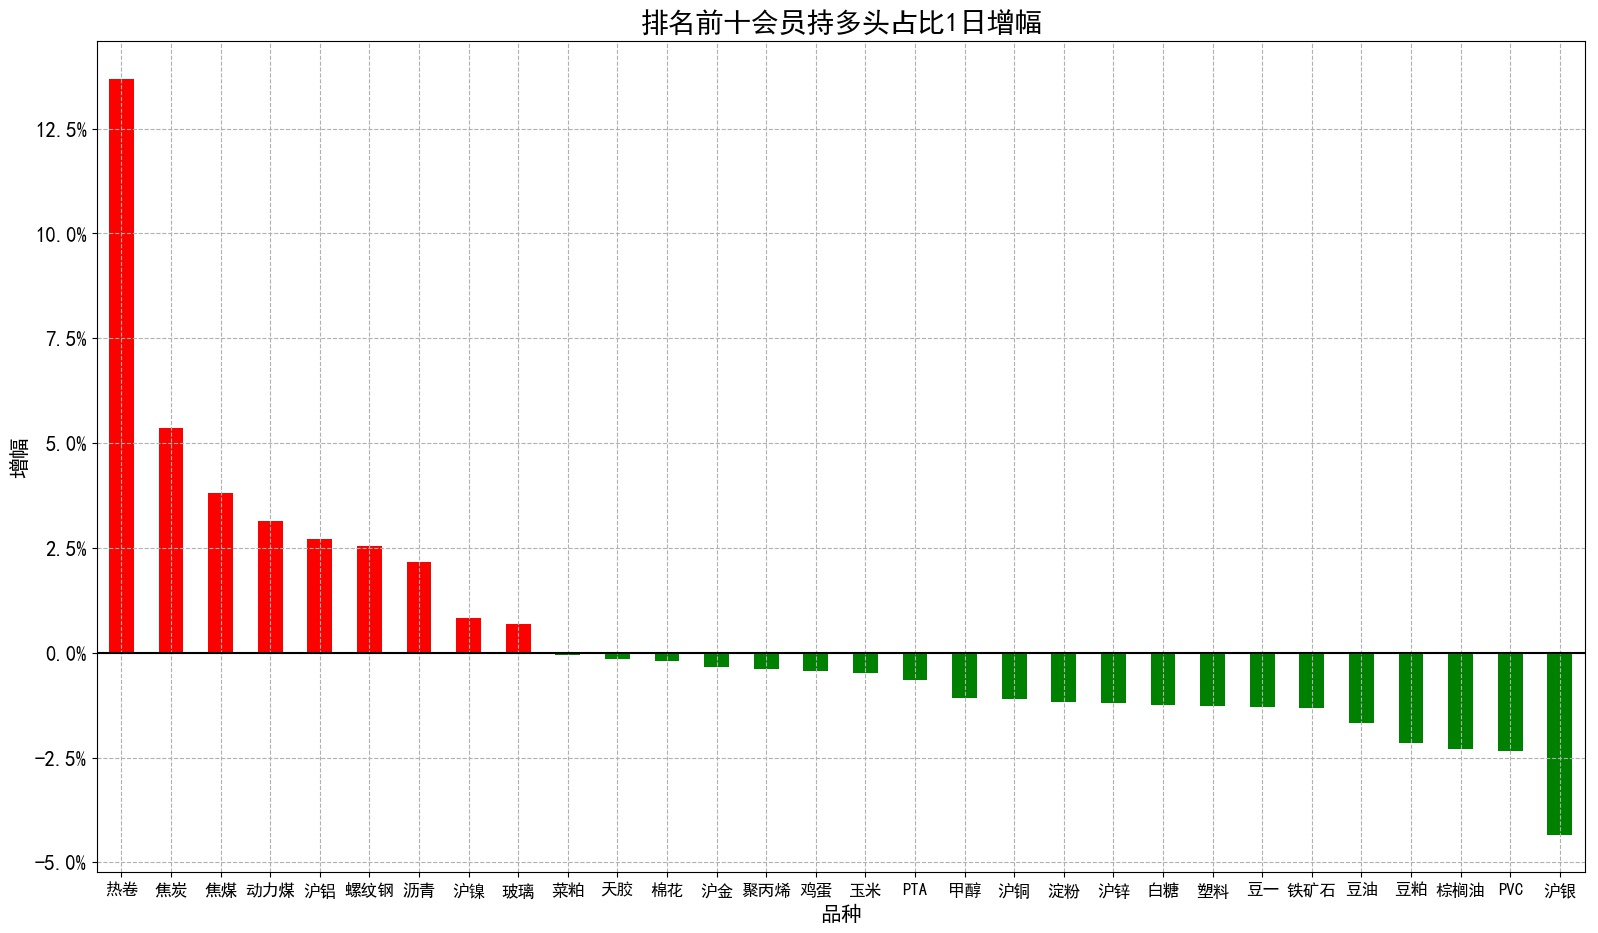 排名前十会员持多头占比1日增幅
增幅
12.5%
10.0%
7.5%
5.0%
2.5%
0.0%
−2.5%
−5.0%
热卷 焦炭 焦煤 动力煤 沪铝 螺纹钢 沥青 沪镍 玻璃 菜粕 天胶 棉花 沪金 聚丙烯 鸡蛋 玉米 PTA 甲醇 沪铜 淀粉 沪锌 白糖 塑料 豆一 铁矿石 豆油 豆粕 棕榈油 PVC 沪银
品种